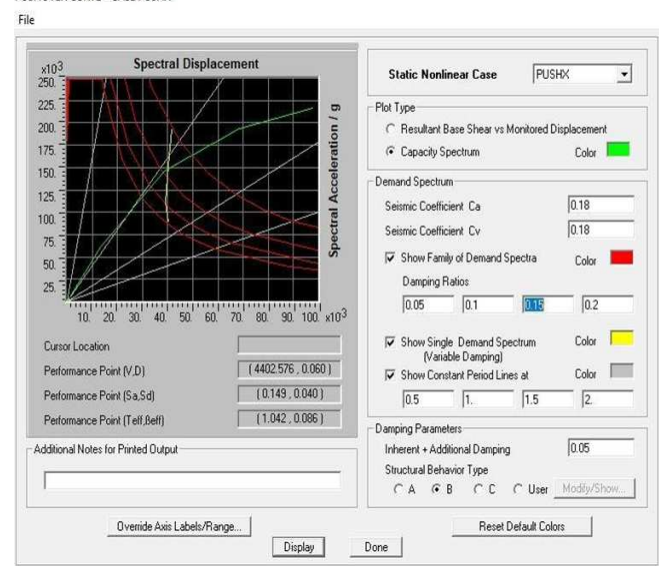 File
Spectral Displacement
x10³
250.
225.
200.
175.
150.
125.
100.
75.
50.
25.
Spectral Acceleration / g
10. 20. 30. 40. 50. 60. 70. 80. 90. 100. x10³
Cursor Location
Performance Point (V,D) ( 4402.576 , 0.060 )
Performance Point (Sa,Sd) ( 0.149 , 0.040 )
Performance Point (Teff,βeff) ( 1.042 , 0.086 )
Additional Notes for Printed Output
Override Axis Labels/Range...
Static Nonlinear Case PUSHX
Plot Type
Resultant Base Shear vs Monitored Displacement
Capacity Spectrum Color
Demand Spectrum
Seismic Coefficient Ca 0.18
Seismic Coefficient Cv 0.18
Show Family of Demand Spectra Color
Damping Ratios
0.05 0.1 0.15 0.2
Show Single Demand Spectrum Color
(Variable Damping)
Show Constant Period Lines at Color
0.5 1. 1.5 2.
Damping Parameters
Inherent + Additional Damping 0.05
Structural Behavior Type
A B C User Modify/Show...
Reset Default Colors
Display Done